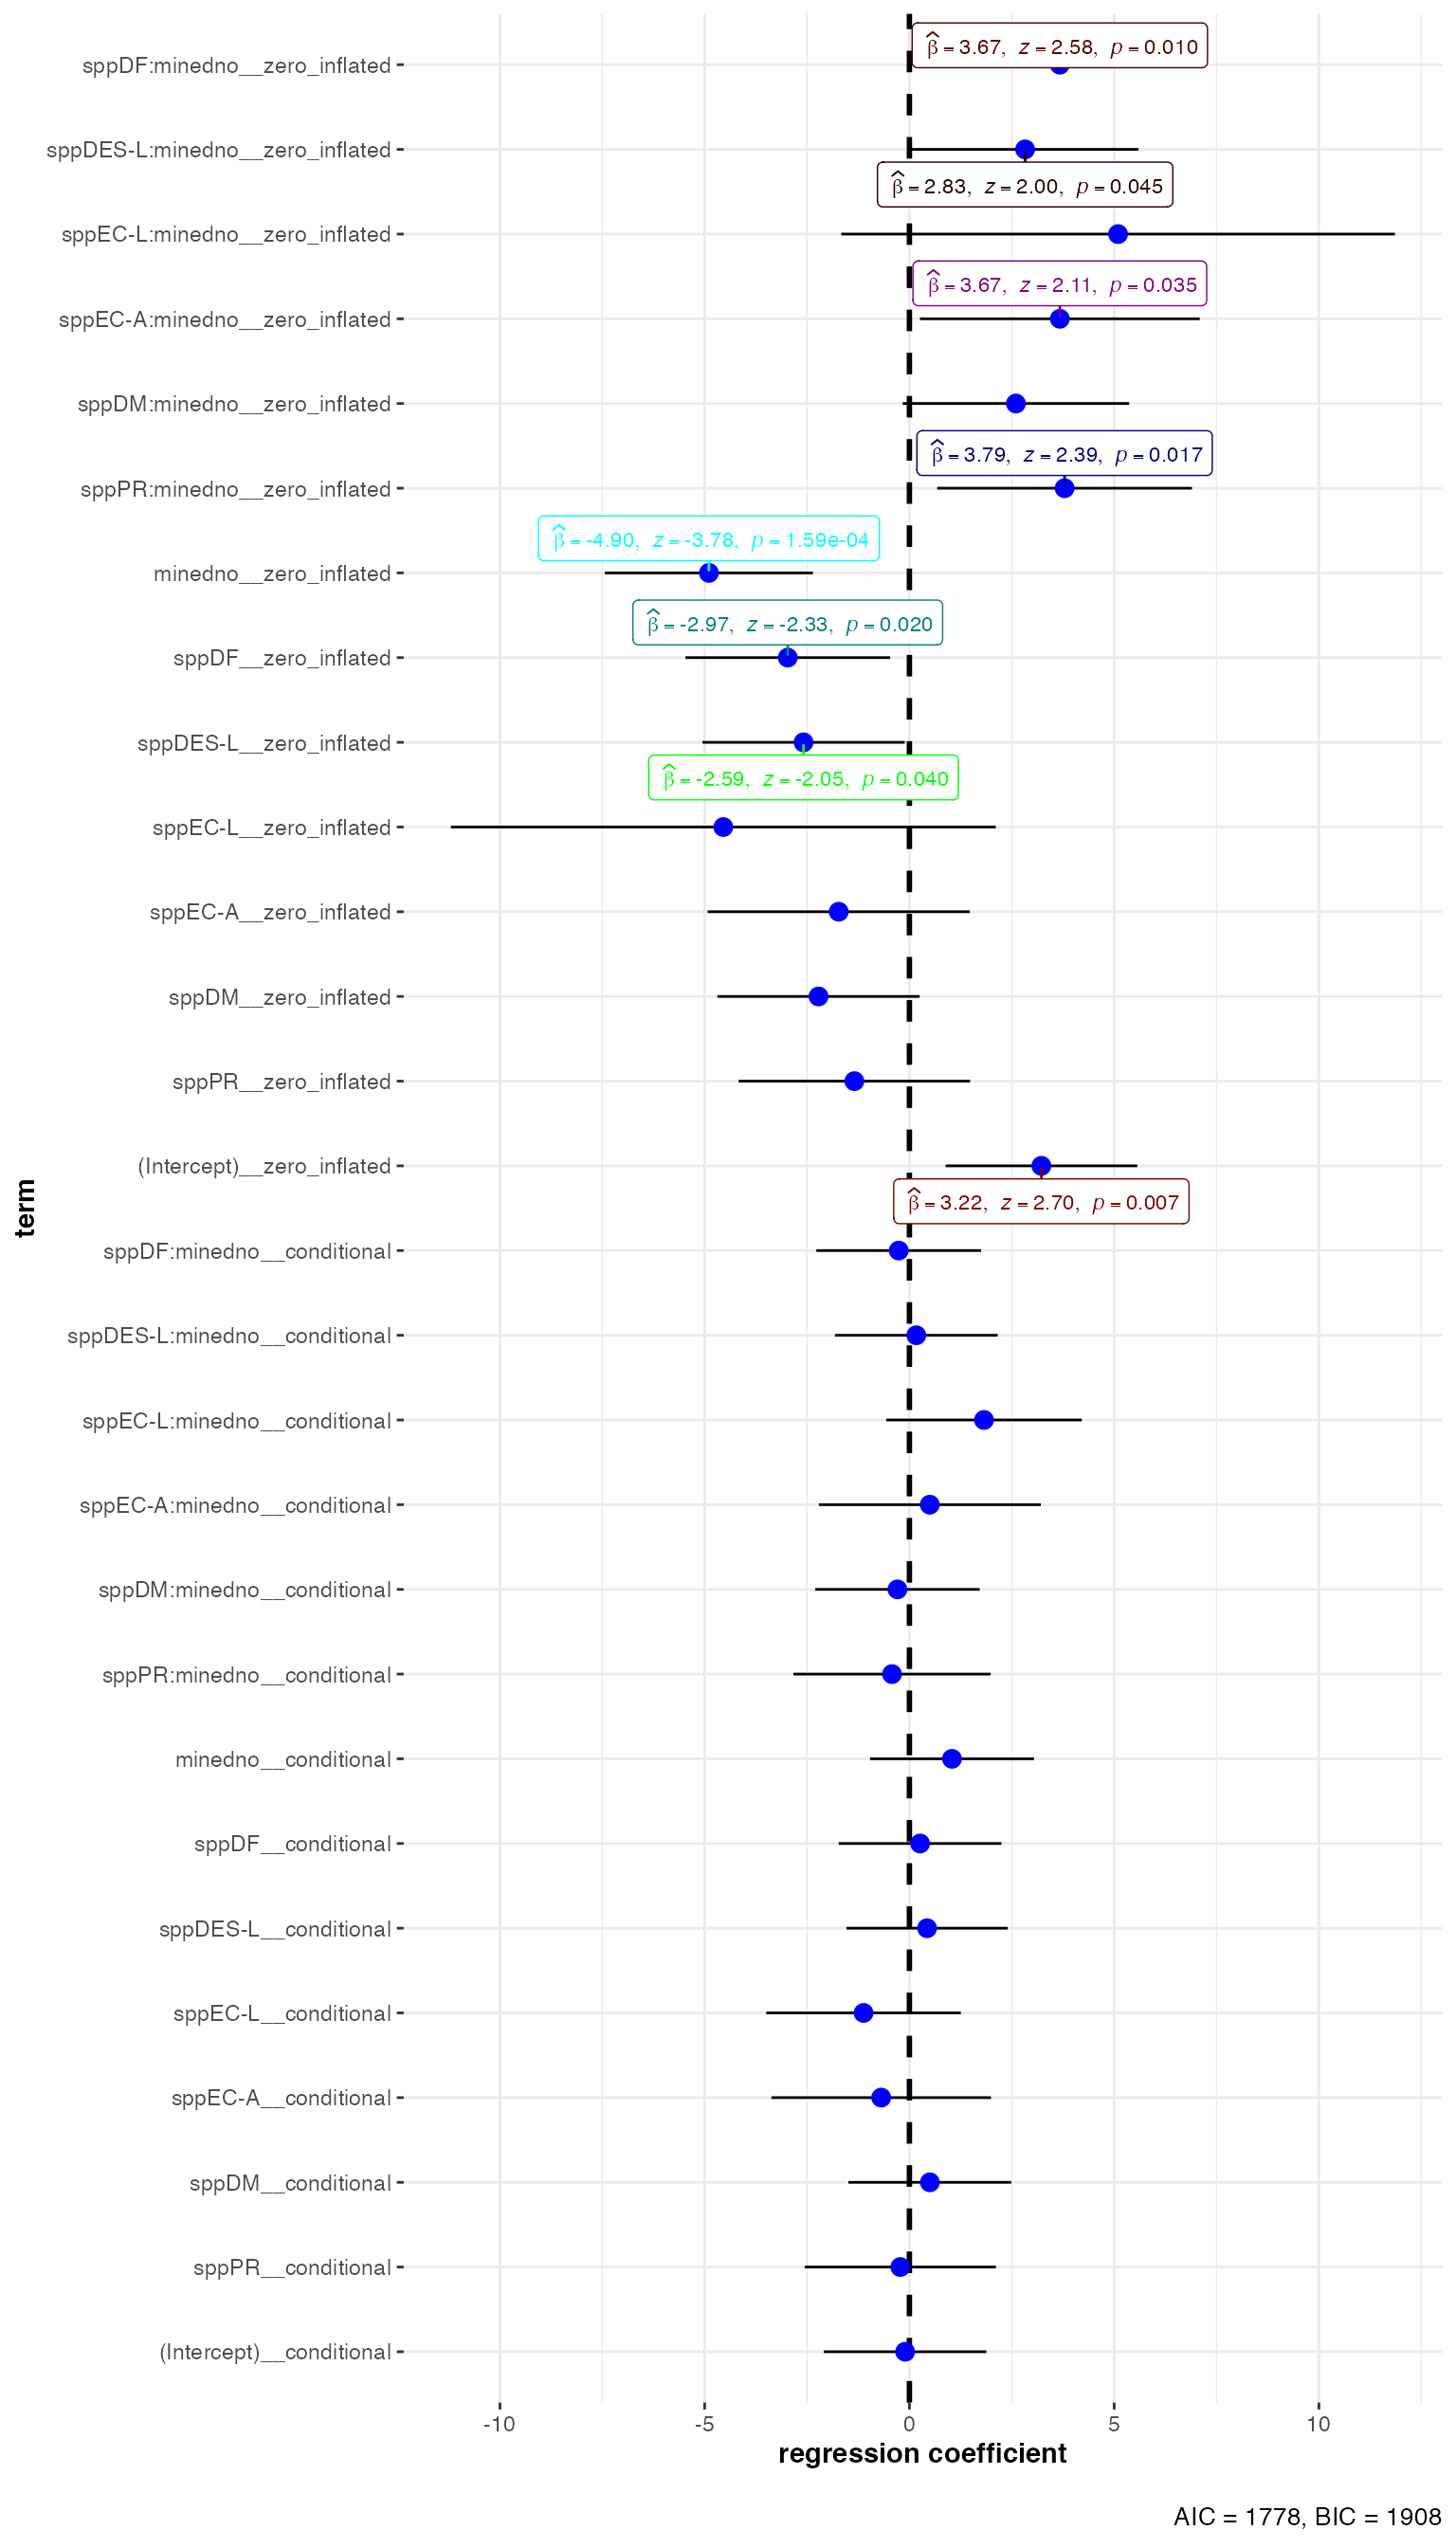 sppDF:minedno__zero_inflated
β̂ = 3.67, z = 2.58, p = 0.010
sppDES-L:minedno__zero_inflated
β̂ = 2.83, z = 2.00, p = 0.045
sppEC-L:minedno__zero_inflated
β̂ = 3.67, z = 2.11, p = 0.035
sppEC-A:minedno__zero_inflated
sppDM:minedno__zero_inflated
β̂ = 3.79, z = 2.39, p = 0.017
sppPR:minedno__zero_inflated
β̂ = -4.90, z = -3.78, p = 1.59e-04
minedno__zero_inflated
β̂ = -2.97, z = -2.33, p = 0.020
sppDF__zero_inflated
sppDES-L__zero_inflated
β̂ = -2.59, z = -2.05, p = 0.040
sppEC-L__zero_inflated
sppEC-A__zero_inflated
sppDM__zero_inflated
sppPR__zero_inflated
(Intercept)__zero_inflated
β̂ = 3.22, z = 2.70, p = 0.007
term
sppDF:minedno__conditional
sppDES-L:minedno__conditional
sppEC-L:minedno__conditional
sppEC-A:minedno__conditional
sppDM:minedno__conditional
sppPR:minedno__conditional
minedno__conditional
sppDF__conditional
sppDES-L__conditional
sppEC-L__conditional
sppEC-A__conditional
sppDM__conditional
sppPR__conditional
(Intercept)__conditional
-10 -5 0 5 10
regression coefficient
AIC = 1778, BIC = 1908